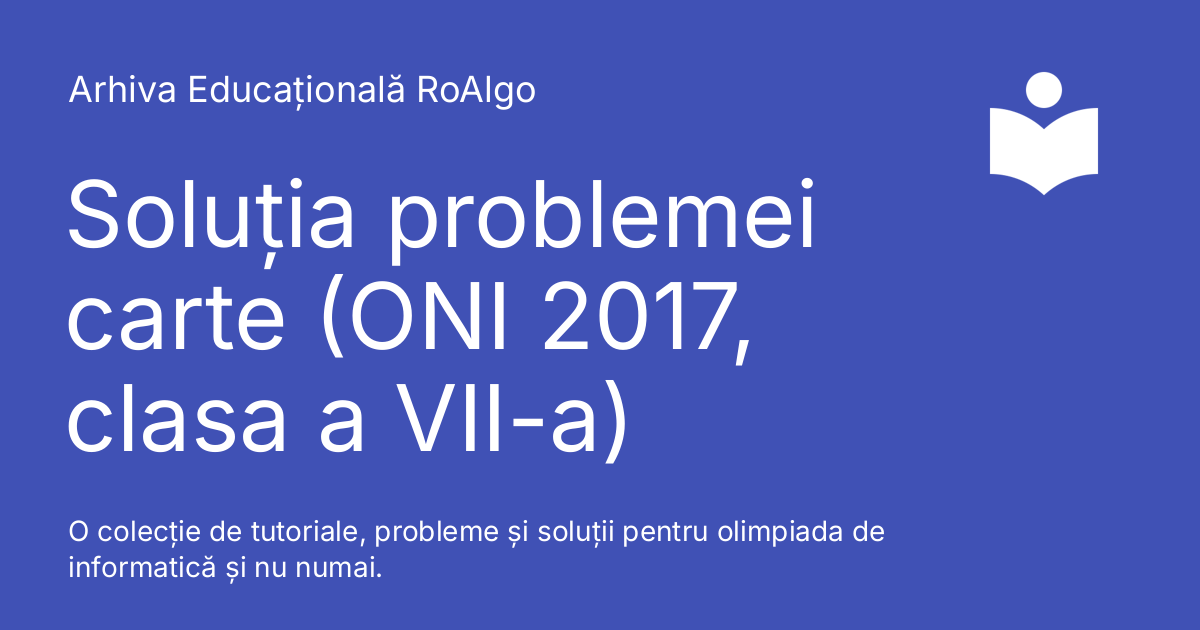 Arhiva Educațională RoAlgo
Soluția problemei
carte (ONI 2017,
clasa a VII-a)
O colecție de tutoriale, probleme și soluții pentru olimpiada de
informatică și nu numai.